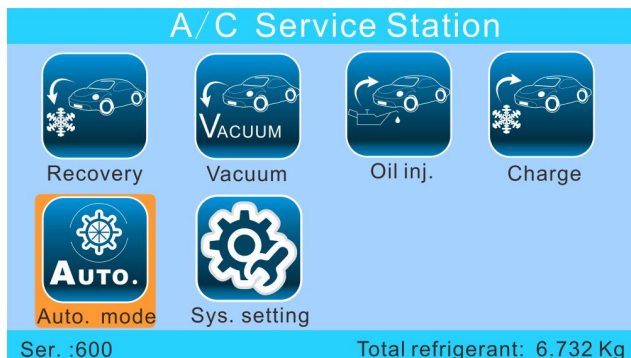 A/C Service Station
VACUUM
Recovery Vacuum Oil inj. Charge
AUTO.
Auto. mode Sys. setting
Ser. :600 Total refrigerant: 6.732 Kg